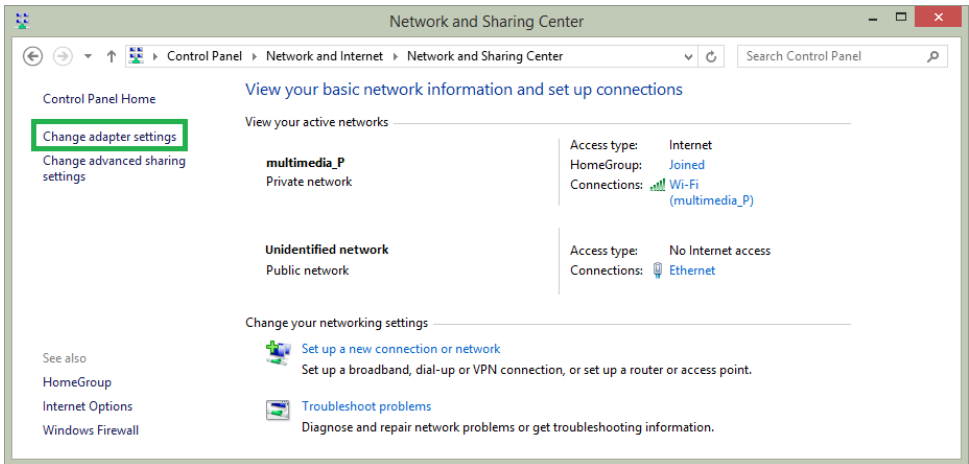 Network and Sharing Center
Control Panel Network and Internet Network and Sharing Center
Search Control Panel
Control Panel Home
Change adapter settings
Change advanced sharing
settings
See also
HomeGroup
Internet Options
Windows Firewall
View your basic network information and set up connections
View your active networks
multimedia_P
Private network
Access type: Internet
HomeGroup: Joined
Connections: Wi-Fi
(multimedia_P)
Unidentified network
Public network
Access type: No Internet access
Connections: Ethernet
Change your networking settings
Set up a new connection or network
Set up a broadband, dial-up or VPN connection, or set up a router or access point.
Troubleshoot problems
Diagnose and repair network problems or get troubleshooting information.